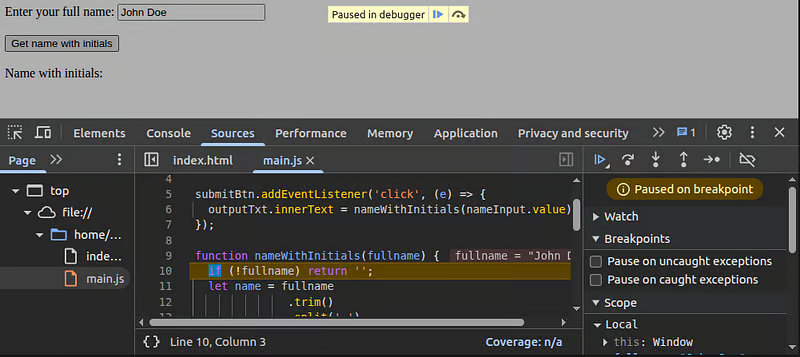 Enter your full name: John Doe
Paused in debugger
Get name with initials
Name with initials:
Elements Console Sources Performance Memory Application Privacy and security 1
Page
index.html main.js
top
file://
home/...
inde...
main.js
4
5 submitBtn.addEventListener('click', (e) => {
6 outputTxt.innerText = nameWithInitials(nameInput.value)
7 });
8
9 function nameWithInitials(fullname) { fullname = "John D
10 if (!fullname) return '';
11 let name = fullname
12 .trim()
{} Line 10, Column 3 Coverage: n/a
Paused on breakpoint
Watch
Breakpoints
Pause on uncaught exceptions
Pause on caught exceptions
Scope
Local
this: Window